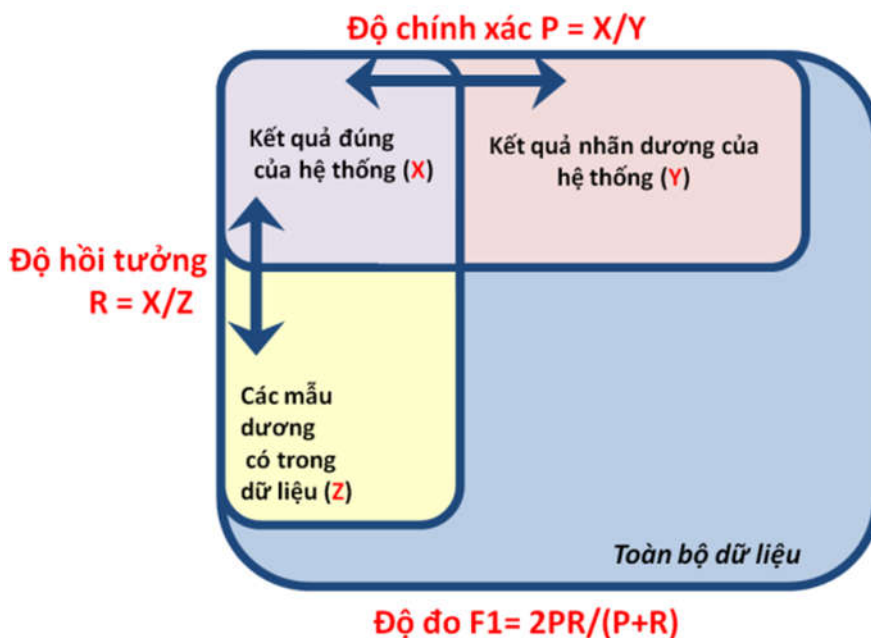 Độ chính xác P = X/Y
Kết quả đúng
của hệ thống (X)
Kết quả nhãn dương của
hệ thống (Y)
Độ hồi tưởng
R = X/Z
Các mẫu
dương
có trong
dữ liệu (Z)
Toàn bộ dữ liệu
Độ đo F1= 2PR/(P+R)